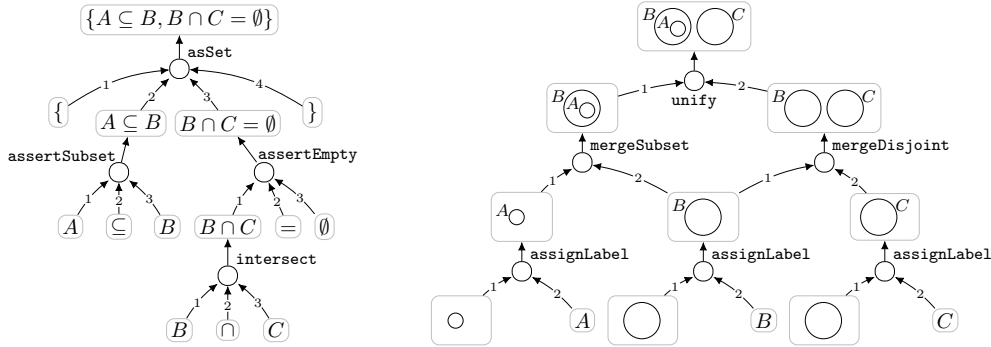 {A ⊆ B, B ∩ C = ∅}
asSet
1 2 3 4
{ A ⊆ B B ∩ C = ∅ }
assertSubset assertEmpty
1 2 3 1 2 3
A ⊆ B B ∩ C = ∅
intersect
1 2 3
B ∩ C
B A C
1 2
unify
B A B C
mergeSubset mergeDisjoint
1 2 1 2
A B C
assignLabel assignLabel assignLabel
1 2 1 2 1 2
A B C